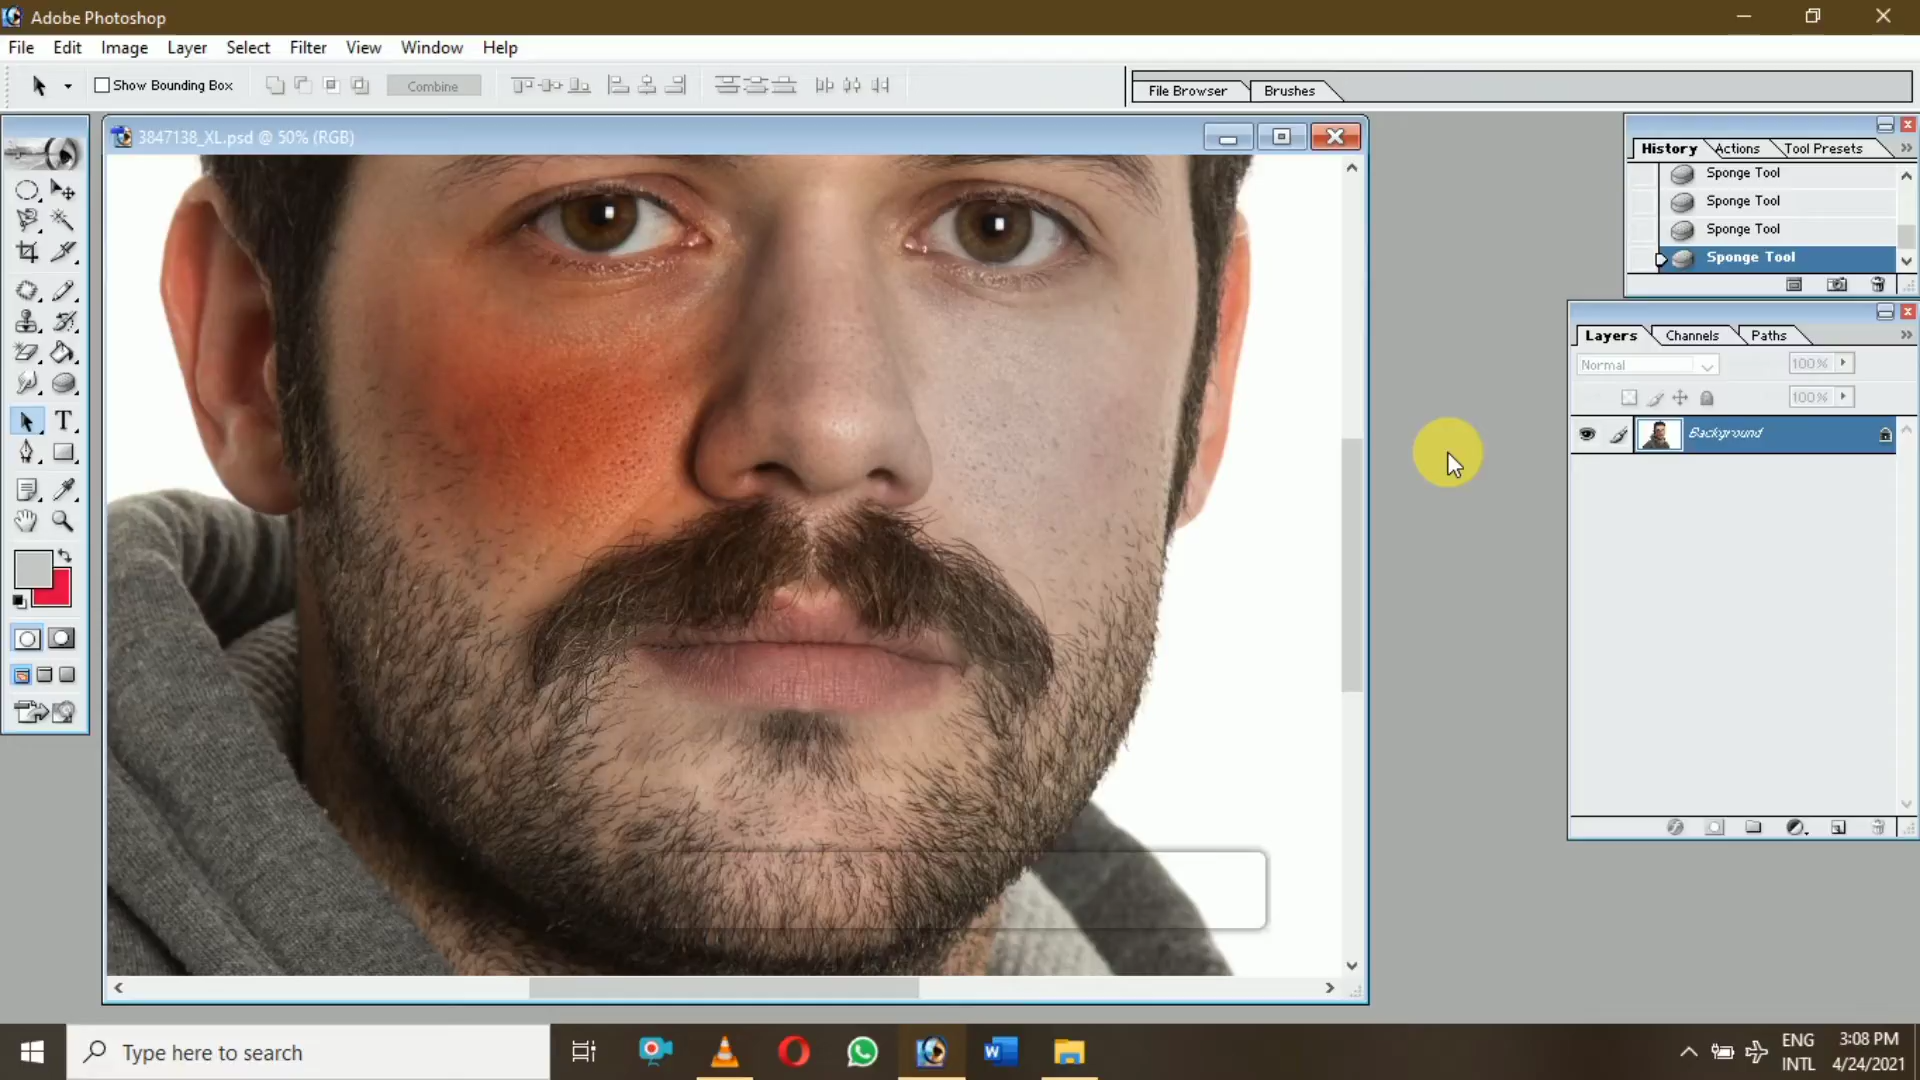 Adobe Photoshop
File Edit Image Layer Select Filter View Window Help
Show Bounding Box Combine File Browser Brushes
3847138_XL.psd @ 50% (RGB)
History Actions Tool Presets
Sponge Tool
Sponge Tool
Sponge Tool
Sponge Tool
Layers Channels Paths
Normal 100%
100%
Background
T
Type here to search
W
ENG 3:08 PM
INTL 4/24/2021